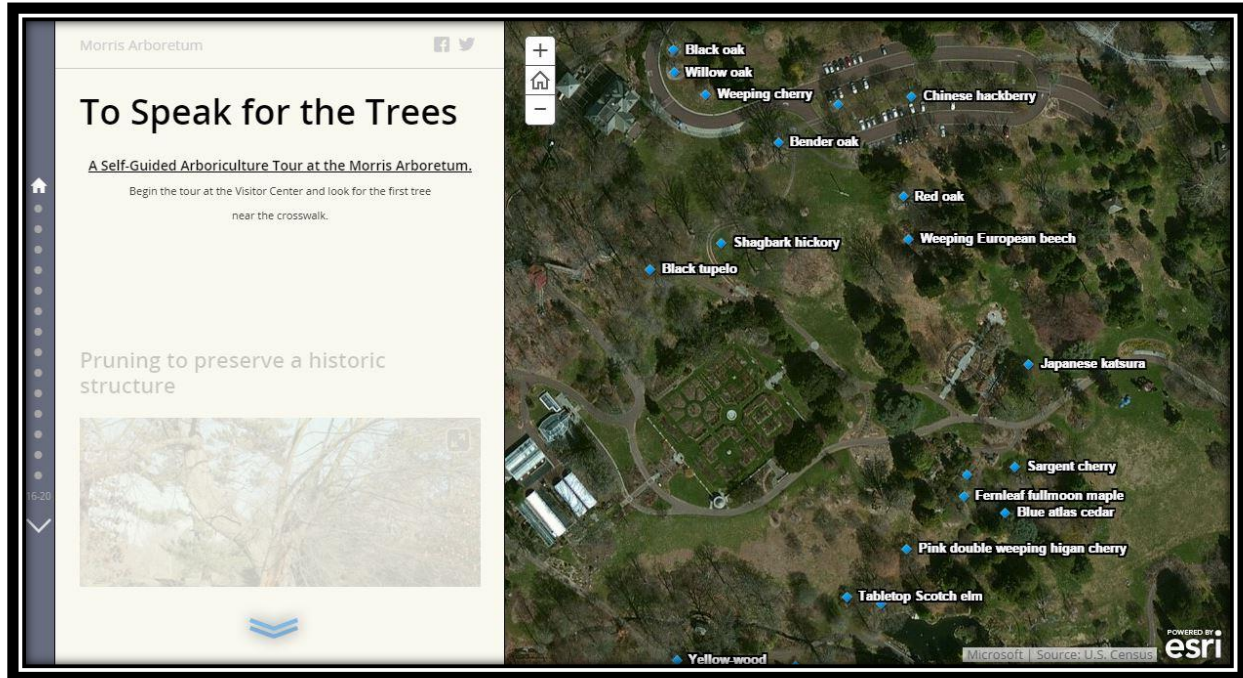 Morris Arboretum
To Speak for the Trees
A Self-Guided Arboriculture Tour at the Morris Arboretum.
Begin the tour at the Visitor Center and look for the first tree
near the crosswalk.
Pruning to preserve a historic
structure
16-20
+
−
Black oak
Willow oak
Weeping cherry
Chinese hackberry
Bender oak
Red oak
Weeping European beech
Shagbark hickory
Black tupelo
Japanese katsura
Sargent cherry
Fernleaf fullmoon maple
Blue atlas cedar
Pink double weeping higan cherry
Tabletop Scotch elm
Yellow-wood
Microsoft | Source: U.S. Census
POWERED BY
esri